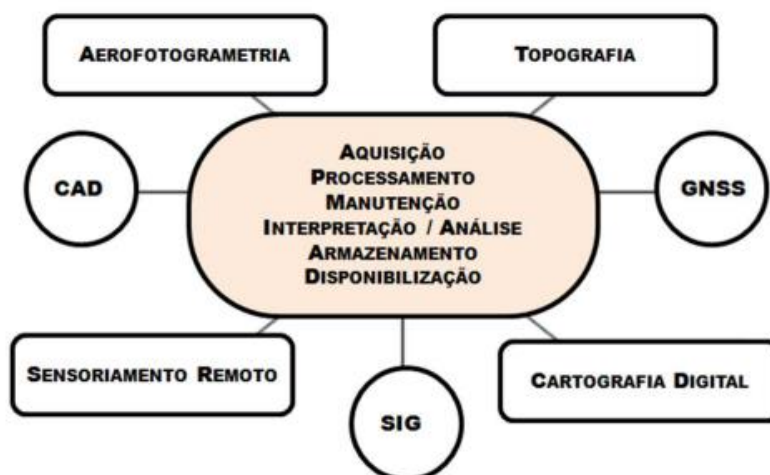 AEROFOTOGRAMETRIA
TOPOGRAFIA
CAD
AQUISIÇÃO
PROCESSAMENTO
MANUTENÇÃO
INTERPRETAÇÃO / ANÁLISE
ARMAZENAMENTO
DISPONIBILIZAÇÃO
GNSS
SENSORIAMENTO REMOTO
SIG
CARTOGRAFIA DIGITAL